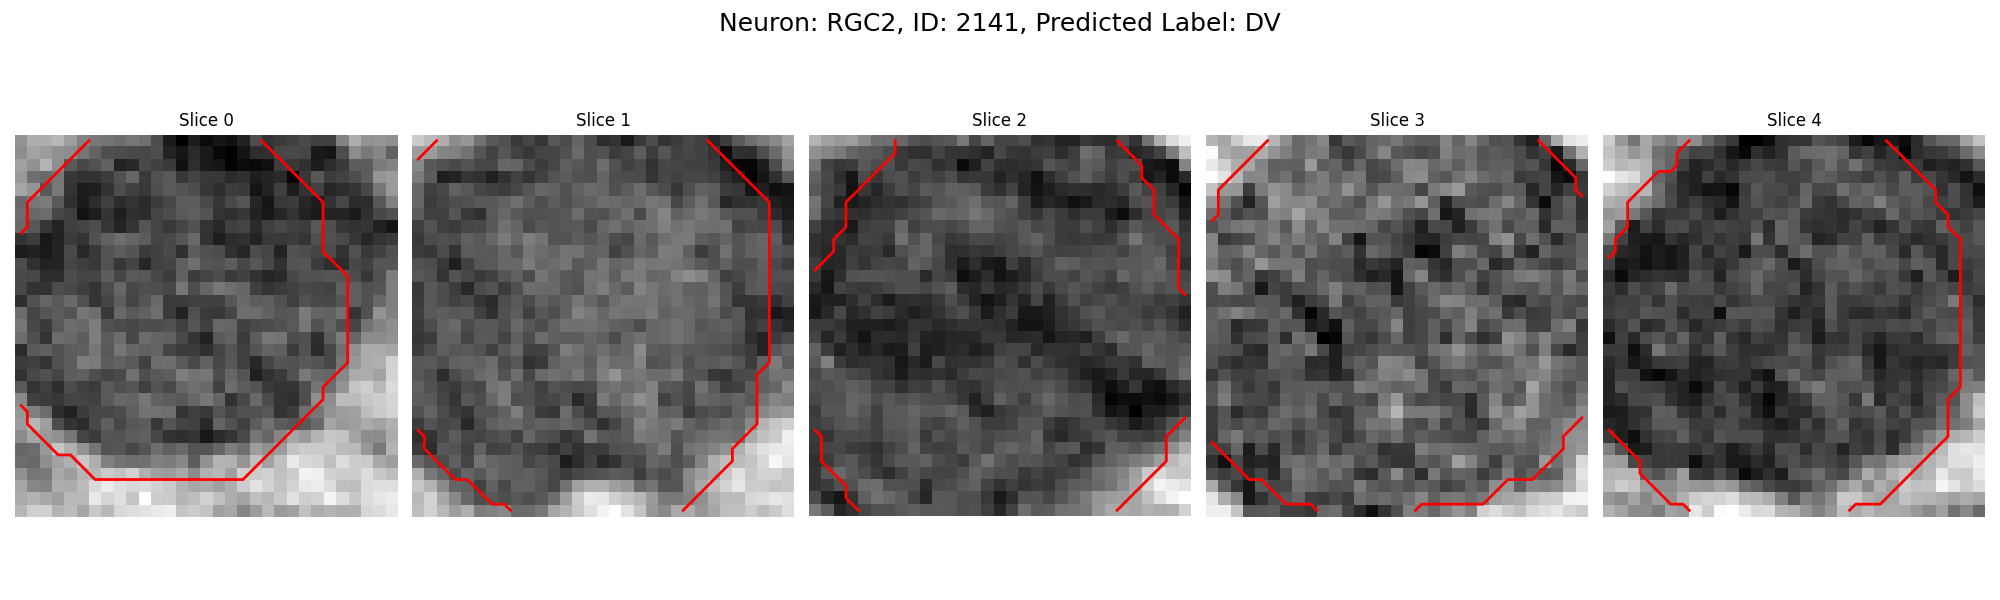 Neuron: RGC2, ID: 2141, Predicted Label: DV
Slice 0
Slice 1
Slice 2
Slice 3
Slice 4